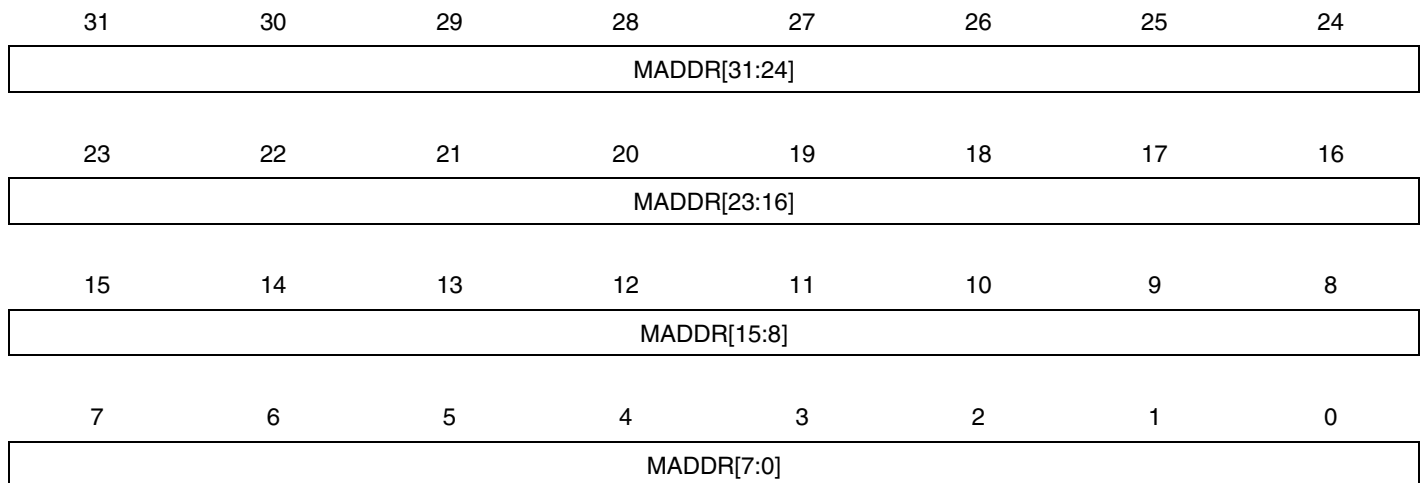 31 30 29 28 27 26 25 24
MADDR[31:24]
23 22 21 20 19 18 17 16
MADDR[23:16]
15 14 13 12 11 10 9 8
MADDR[15:8]
7 6 5 4 3 2 1 0
MADDR[7:0]